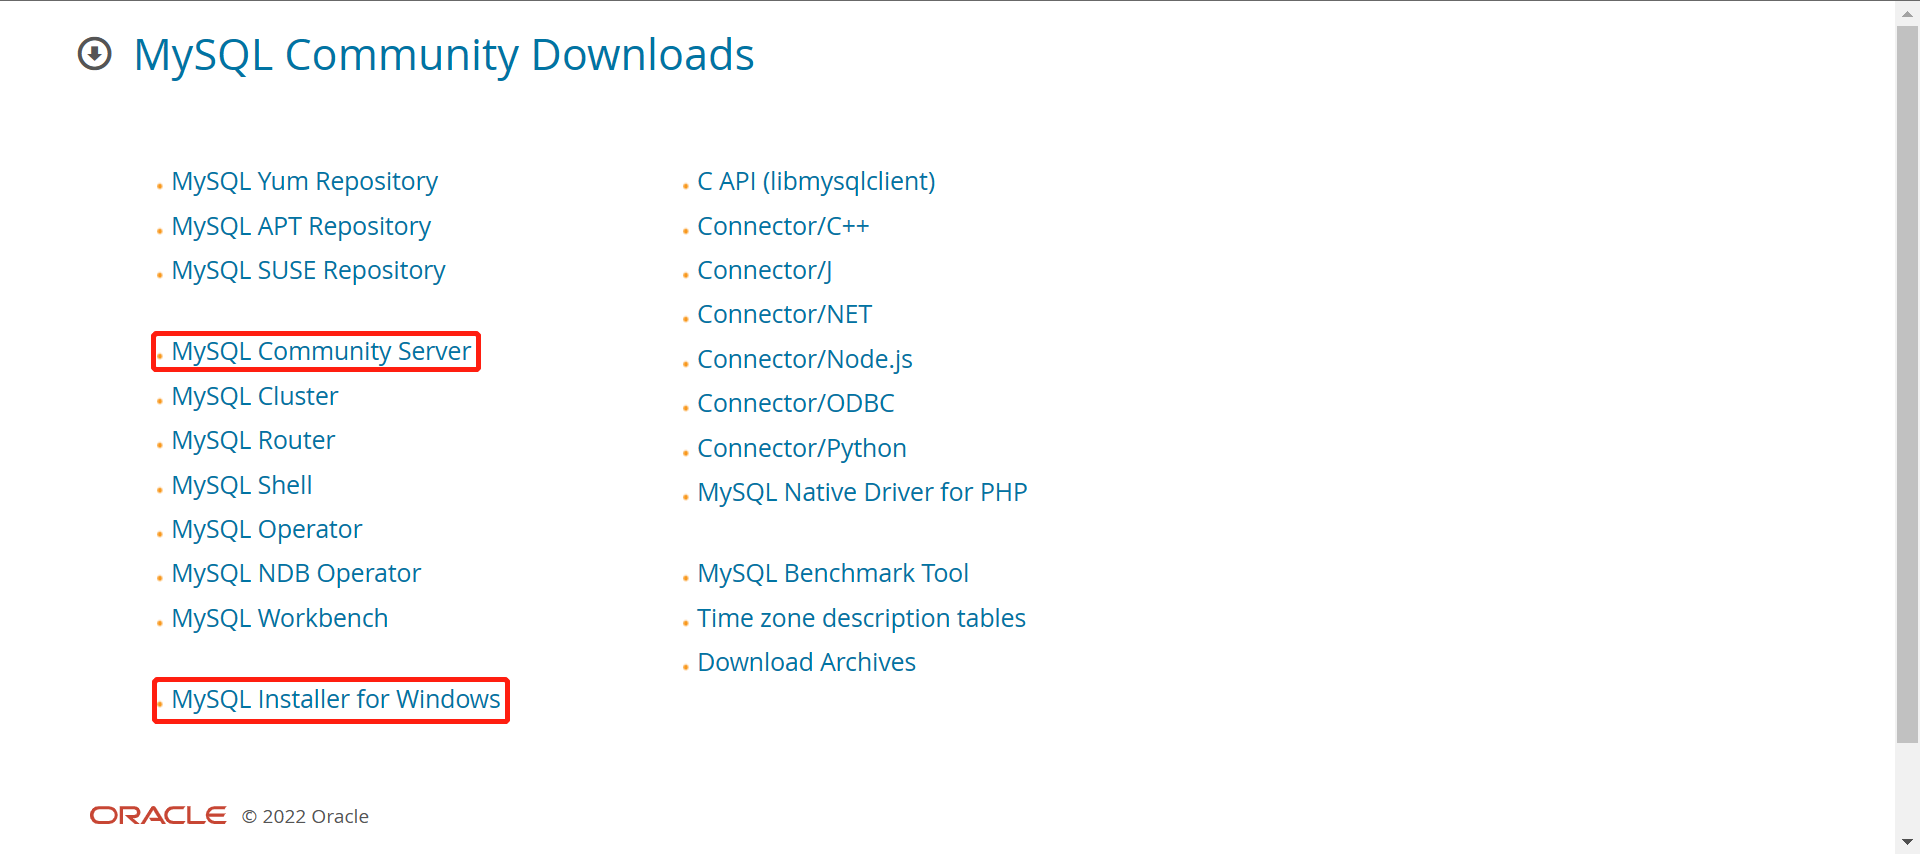 MySQL Community Downloads
MySQL Yum Repository
MySQL APT Repository
MySQL SUSE Repository
MySQL Community Server
MySQL Cluster
MySQL Router
MySQL Shell
MySQL Operator
MySQL NDB Operator
MySQL Workbench
MySQL Installer for Windows
C API (libmysqlclient)
Connector/C++
Connector/J
Connector/NET
Connector/Node.js
Connector/ODBC
Connector/Python
MySQL Native Driver for PHP
MySQL Benchmark Tool
Time zone description tables
Download Archives
ORACLE © 2022 Oracle